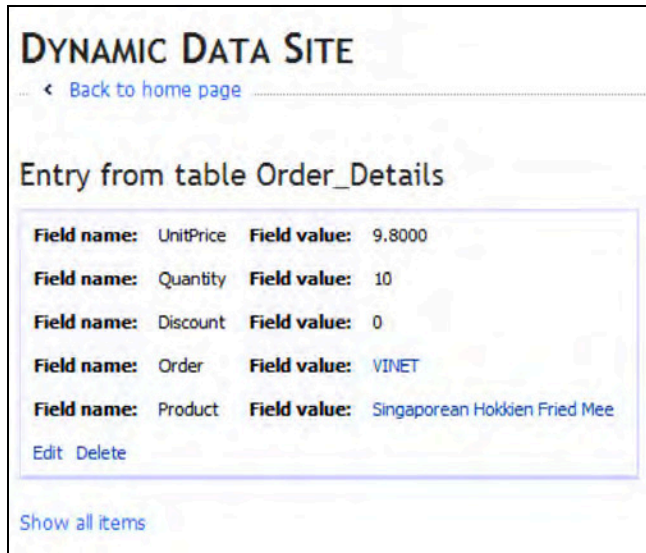 DYNAMIC DATA SITE
< Back to home page
Entry from table Order_Details
Field name: UnitPrice Field value: 9.8000
Field name: Quantity Field value: 10
Field name: Discount Field value: 0
Field name: Order Field value: VINET
Field name: Product Field value: Singaporean Hokkien Fried Mee
Edit Delete
Show all items